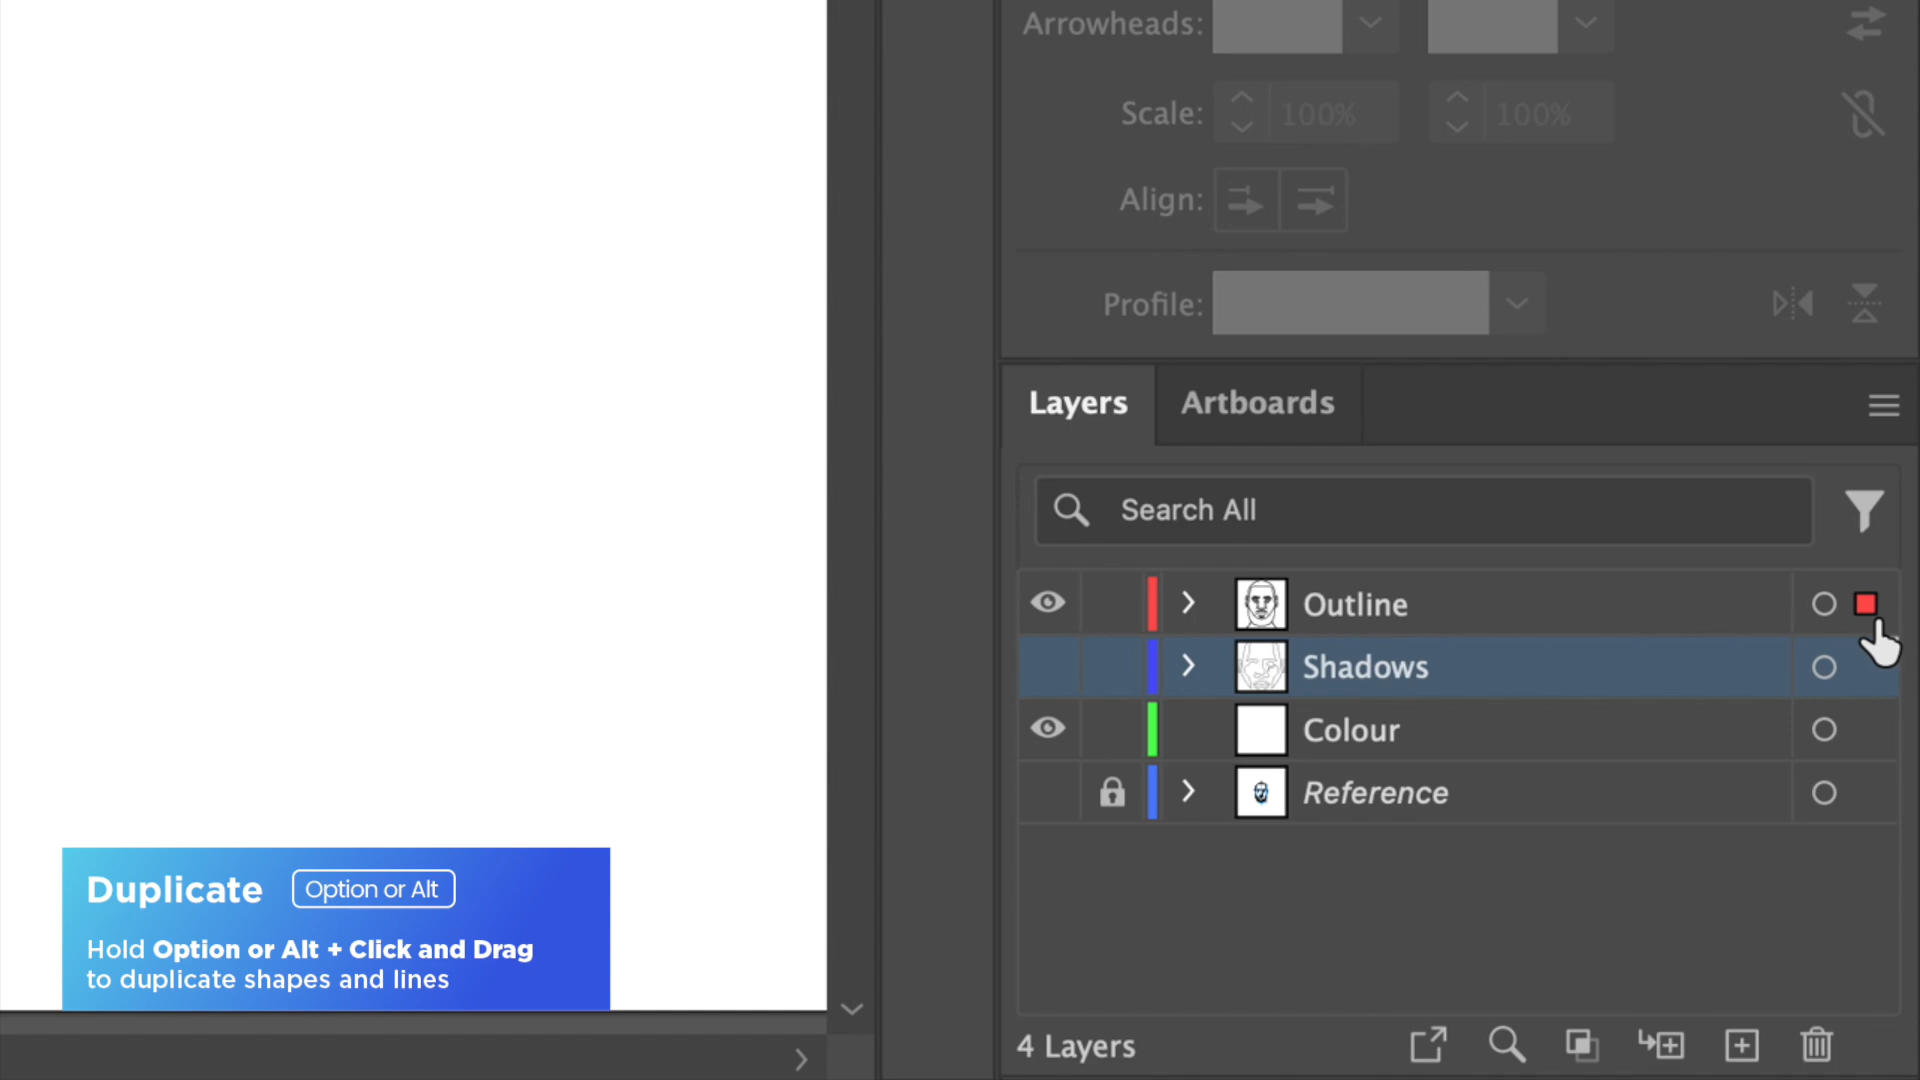 Arrowheads:
Scale: 100% 100%
Align:
Profile:
Layers Artboards
Search All
Outline
Shadows
Colour
Reference
Duplicate Option or Alt
Hold Option or Alt + Click and Drag
to duplicate shapes and lines
4 Layers